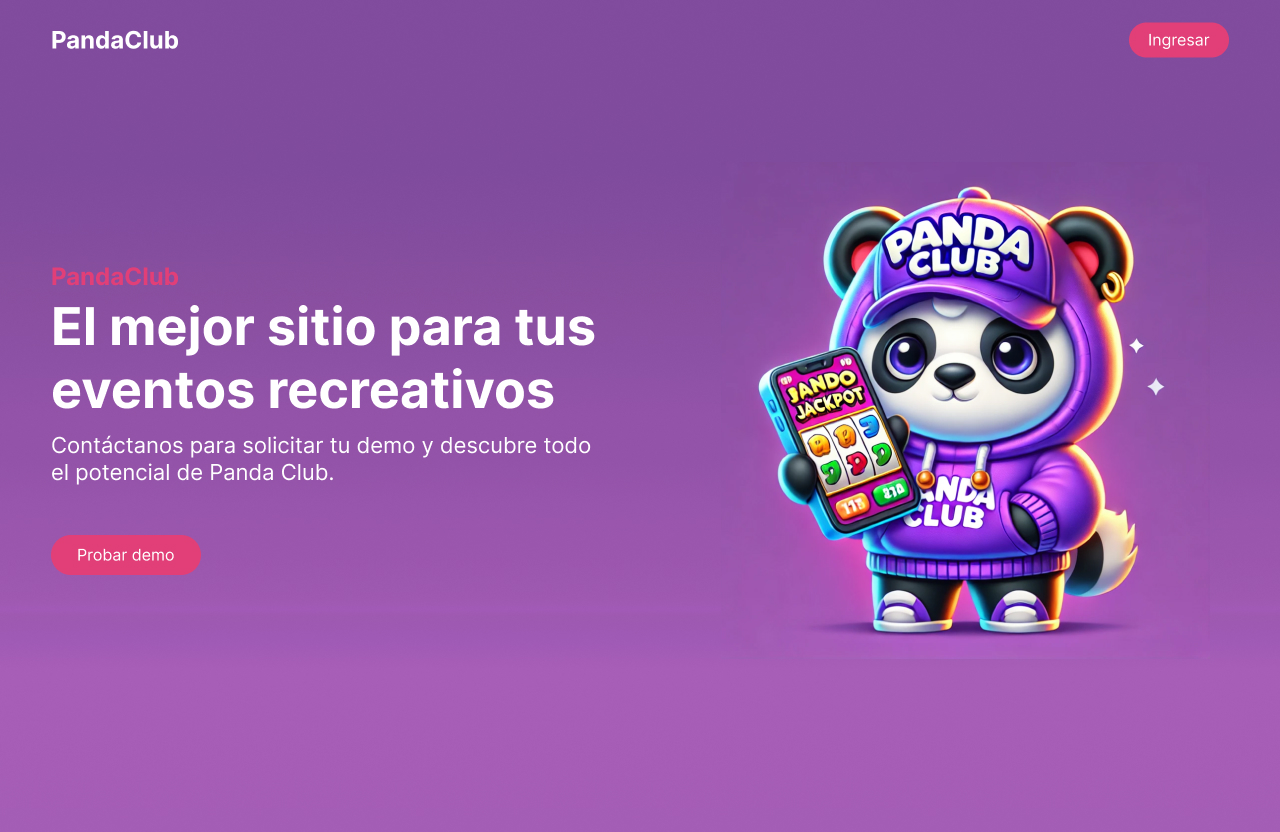 PandaClub
Ingresar
PandaClub
El mejor sitio para tus
eventos recreativos
Contáctanos para solicitar tu demo y descubre todo
el potencial de Panda Club.
Probar demo
PANDA
CLUB
JANDO
JACKPOT
PANDA
CLUB